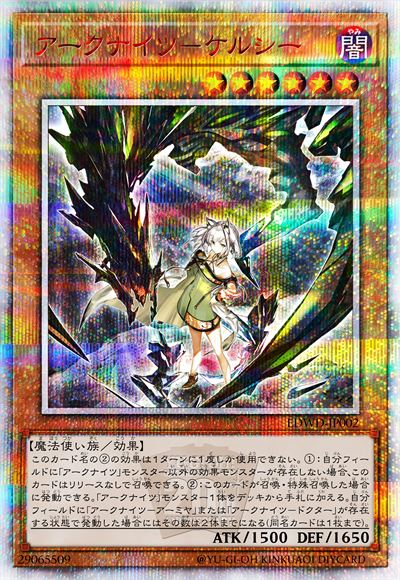 アークナイツーケルシー
闇
EDWD-JP002
【魔法使い族／効果】
このカード名の②の効果は１ターンに１度しか使用できない。①：自分フィ
ールドに「アークナイツ」モンスター以外の効果モンスターが存在しない場合、この
カードはリリースなしで召喚できる。②：このカードが召喚・特殊召喚した場合
に発動できる。「アークナイツ」モンスター１体をデッキから手札に加える。自分
フィールドに「アークナイツーアーミヤ」または「アークナイツードクター」が存在
する状態で発動した場合にはその数は２体までになる(同名カードは１枚まで)。
ATK/1500 DEF/1650
29065509
@YU-GI-OH KINKUAOI DIYCARD